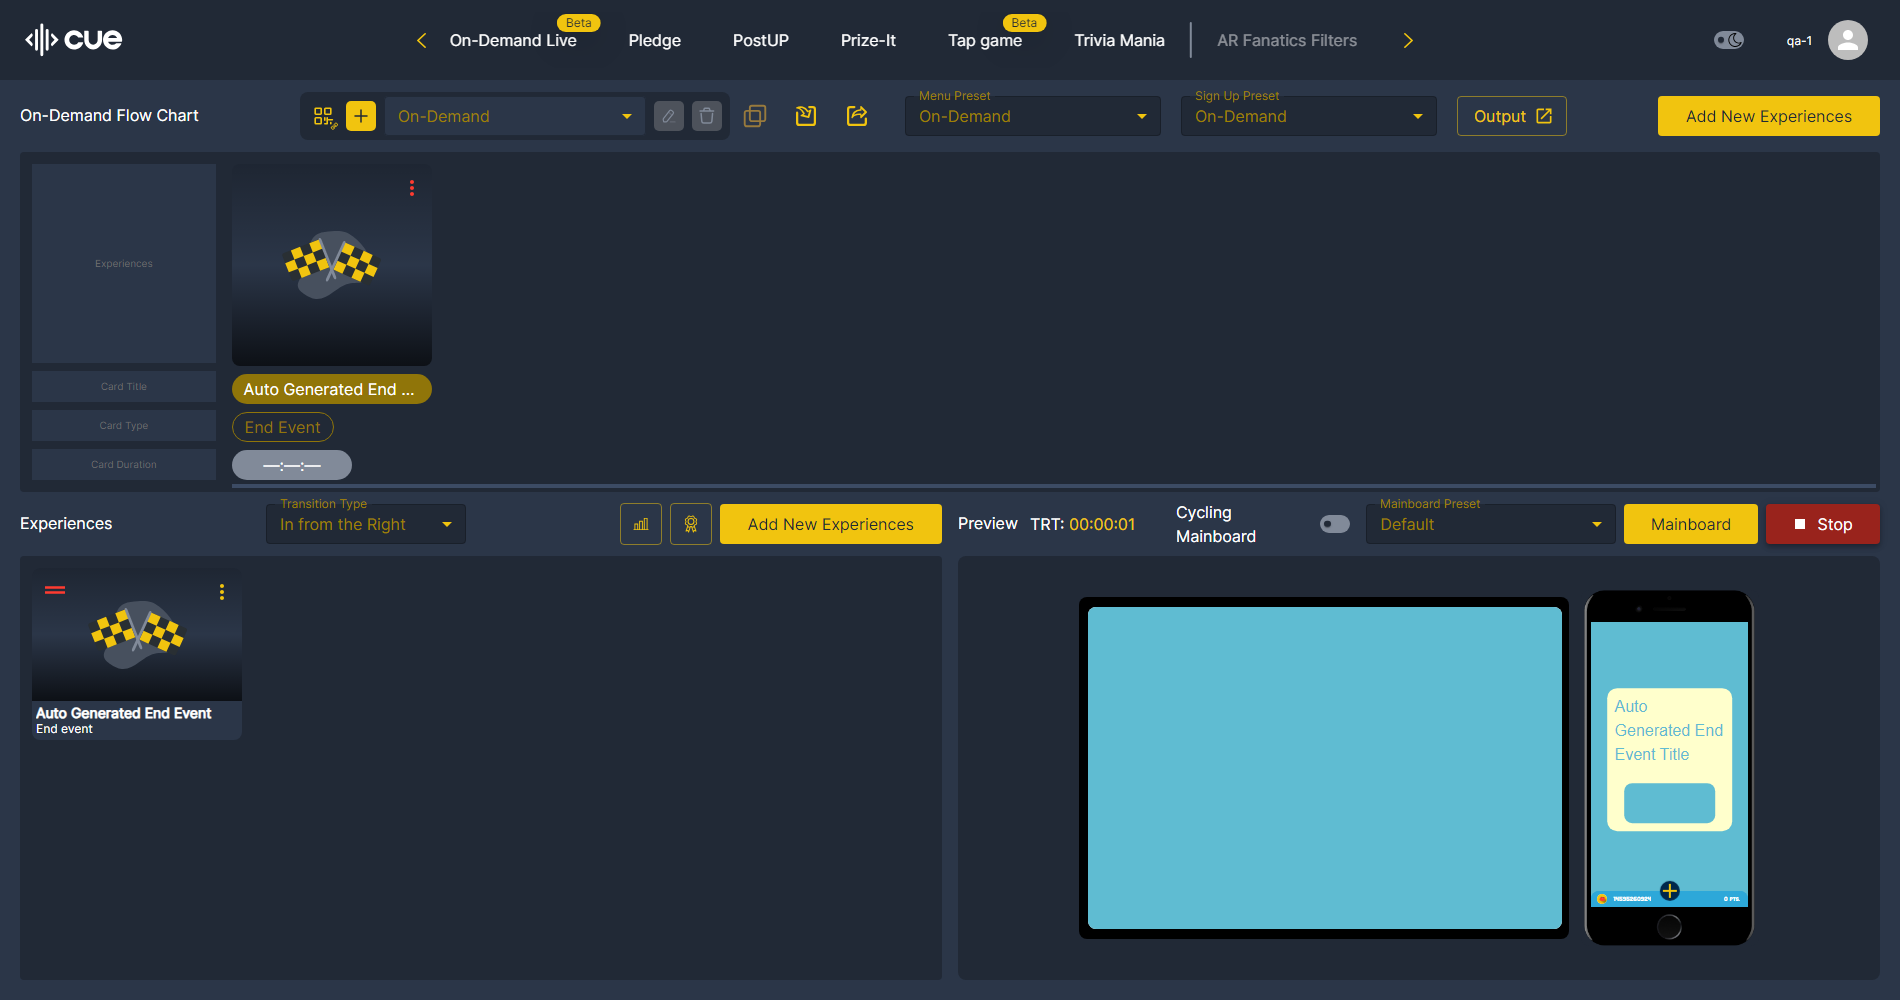 cue
On-Demand Live
Beta
Pledge
PostUP
Prize-It
Tap game
Beta
Trivia Mania
AR Fanatics Filters
qa-1
On-Demand Flow Chart
On-Demand
Menu Preset
On-Demand
Sign Up Preset
On-Demand
Output
Add New Experiences
Experiences
Card Title
Card Type
Card Duration
Auto Generated End ...
End Event
—:—:—
Experiences
Transition Type
In from the Right
Add New Experiences
Preview
TRT: 00:00:01
Cycling
Mainboard
Mainboard Preset
Default
Mainboard
Stop
Auto Generated End Event
End event
Auto
Generated End
Event Title
14535260324
0 PTS.